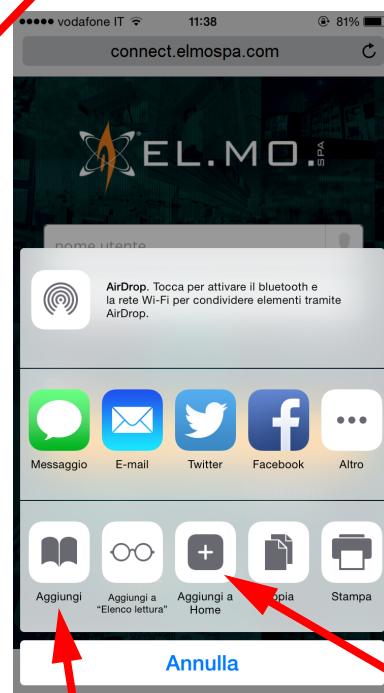 vodafone IT 11:38 81%
connect.elmospa.com
EL.MO. SPA
nome utente
AirDrop. Tocca per attivare il bluetooth e
la rete Wi-Fi per condividere elementi tramite
AirDrop.
Messaggio E-mail Twitter Facebook Altro
Aggiungi Aggiungi a Aggiungi a opia Stampa
“Elenco lettura” Home
Annulla